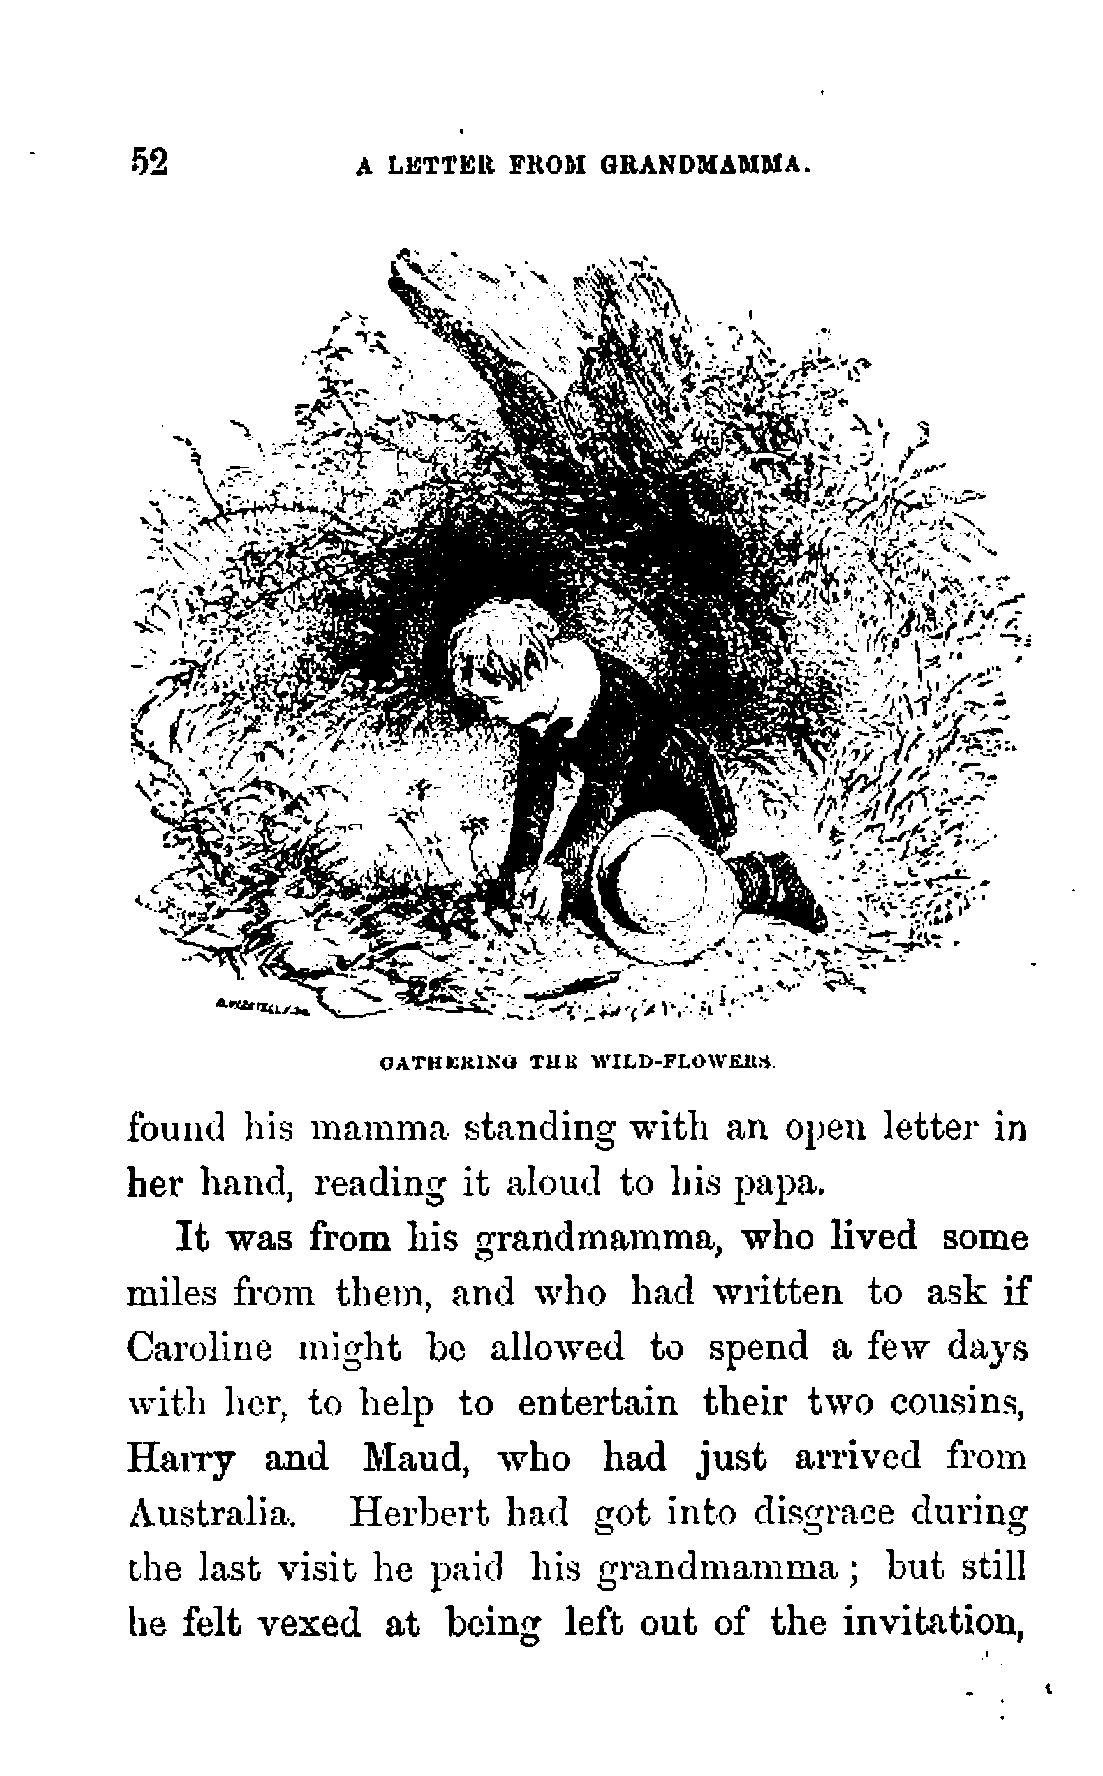 52 A LETTER FROM GRANDMAMMA.
GATHERING THE WILD-FLOWERS.
found his mamma standing with an open letter in
her hand, reading it aloud to his papa.
It was from his grandmamma, who lived some
miles from them, and who had written to ask if
Caroline might be allowed to spend a few days
with her, to help to entertain their two cousins,
Harry and Maud, who had just arrived from
Australia. Herbert had got into disgrace during
the last visit he paid his grandmamma; but still
he felt vexed at being left out of the invitation,